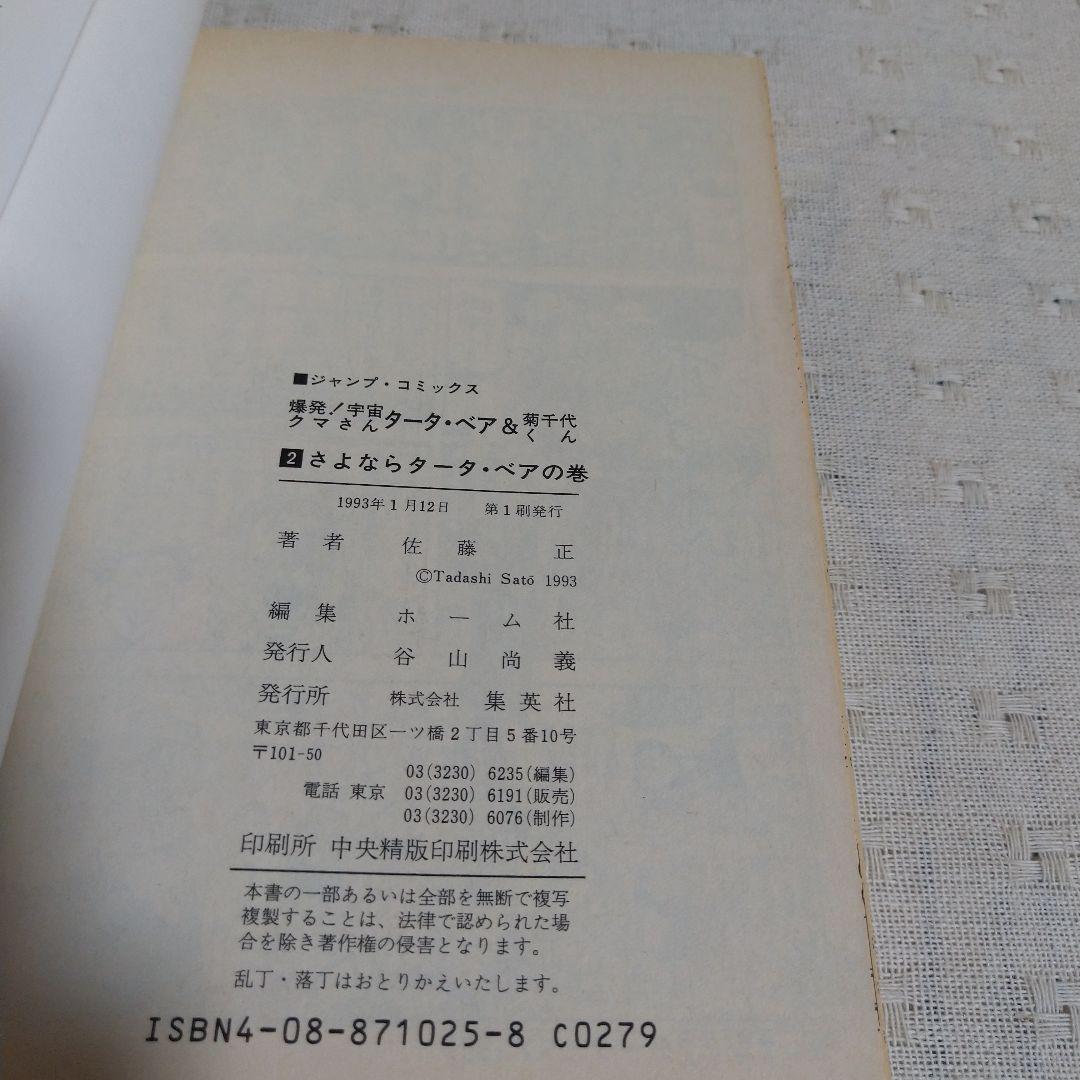 ■ジャンプ・コミックス
爆発!宇宙クマさんタータ・ベア&菊千代くん
2 さよならタータ・ベアの巻
1993年1月12日 第1刷発行
著者 佐藤 正
©Tadashi Satō 1993
編集 ホーム社
発行人 谷山尚義
発行所 株式会社 集英社
東京都千代田区一ツ橋2丁目5番10号
〒101-50
03(3230) 6235(編集)
電話 東京 03(3230) 6191(販売)
03(3230) 6076(制作)
印刷所 中央精版印刷株式会社
本書の一部あるいは全部を無断で複写
複製することは、法律で認められた場
合を除き著作権の侵害となります。
乱丁・落丁はおとりかえいたします。
ISBN4-08-871025-8 C0279